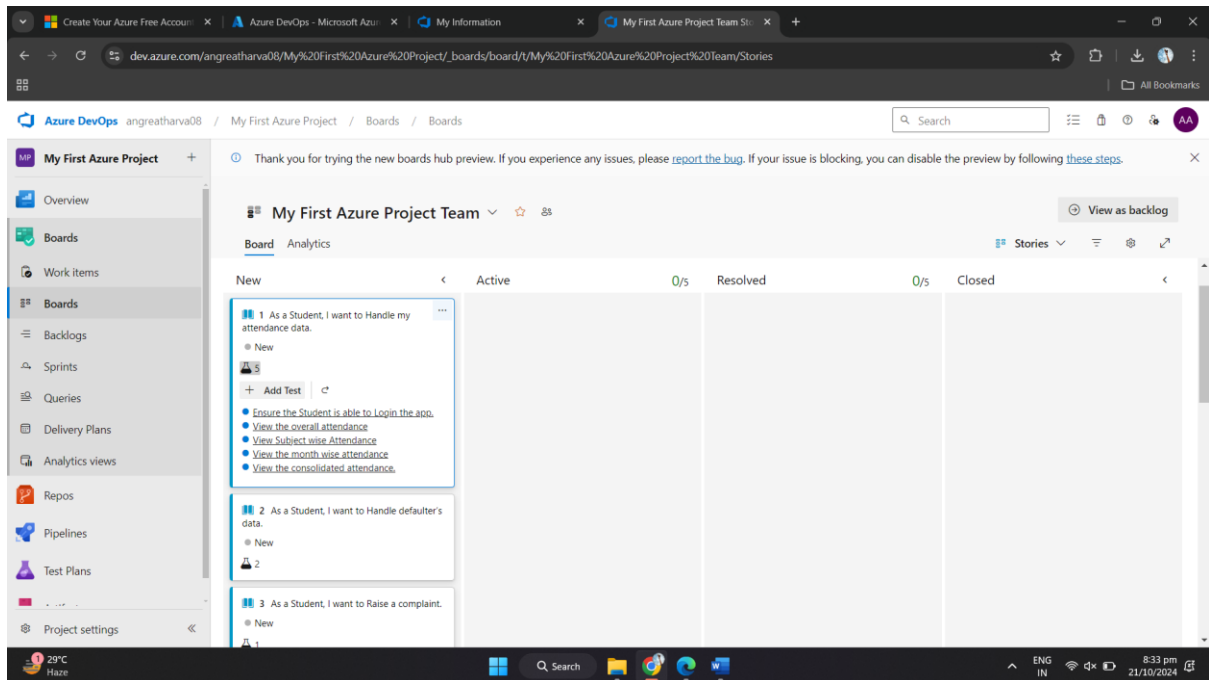 Create Your Azure Free Accoun
Azure DevOps - Microsoft Azur
My Information
My First Azure Project Team Sto
dev.azure.com/angreatharva08/My%20First%20Azure%20Project/_boards/board/t/My%20First%20Azure%20Project%20Team/Stories
All Bookmarks
Azure DevOps angreatharva08 / My First Azure Project / Boards / Boards
Search
AA
MP My First Azure Project +
Thank you for trying the new boards hub preview. If you experience any issues, please report the bug. If your issue is blocking, you can disable the preview by following these steps.
Overview
Boards
Work items
Boards
Backlogs
Sprints
Queries
Delivery Plans
Analytics views
Repos
Pipelines
Test Plans
Project settings
My First Azure Project Team
View as backlog
Board Analytics
Stories
New
Active 0/5
Resolved 0/5
Closed
1 As a Student, I want to Handle my
attendance data.
New
5
+ Add Test
Ensure the Student is able to Login the app.
View the overall attendance
View Subject wise Attendance
View the month wise attendance
View the consolidated attendance.
2 As a Student, I want to Handle defaulter's
data.
New
2
3 As a Student, I want to Raise a complaint.
New
1
1
29°C
Haze
Search
ENG
IN
8:33 pm
21/10/2024